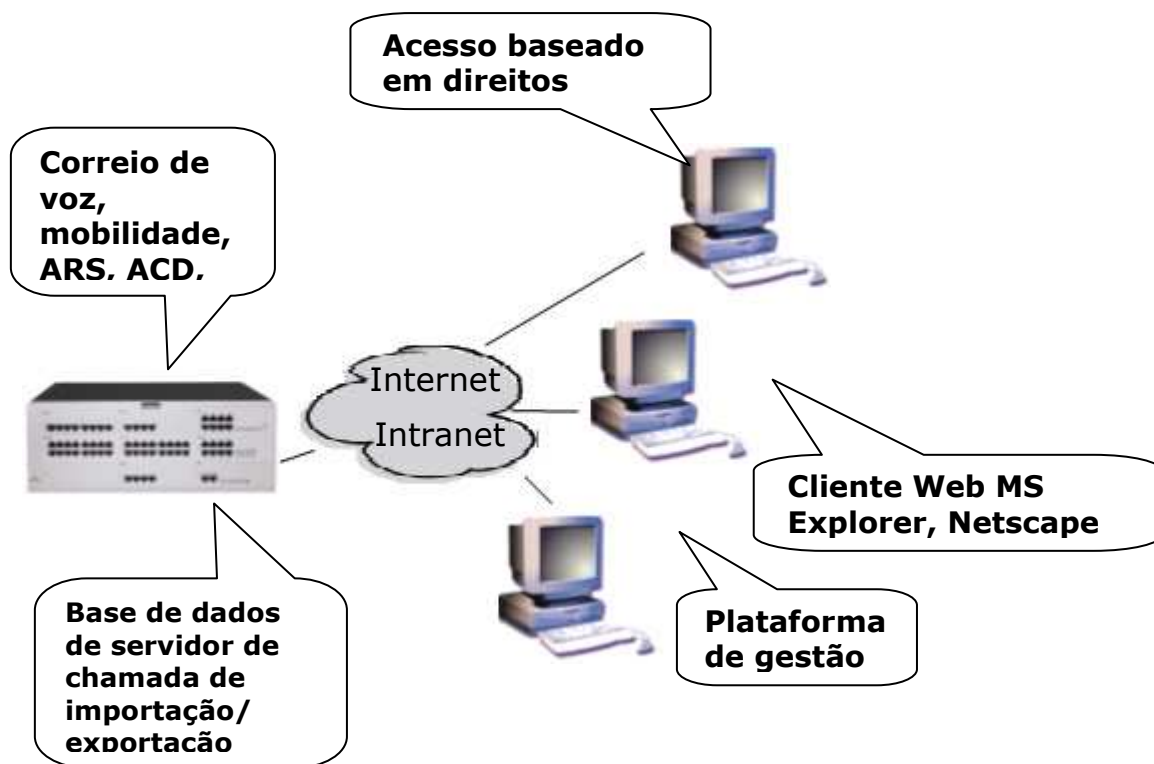 Acesso baseado
em direitos
Correio de
voz,
mobilidade,
ARS, ACD,
Internet
Intranet
Cliente Web MS
Explorer, Netscape
Plataforma
de gestão
Base de dados
de servidor de
chamada de
importação/
exportação